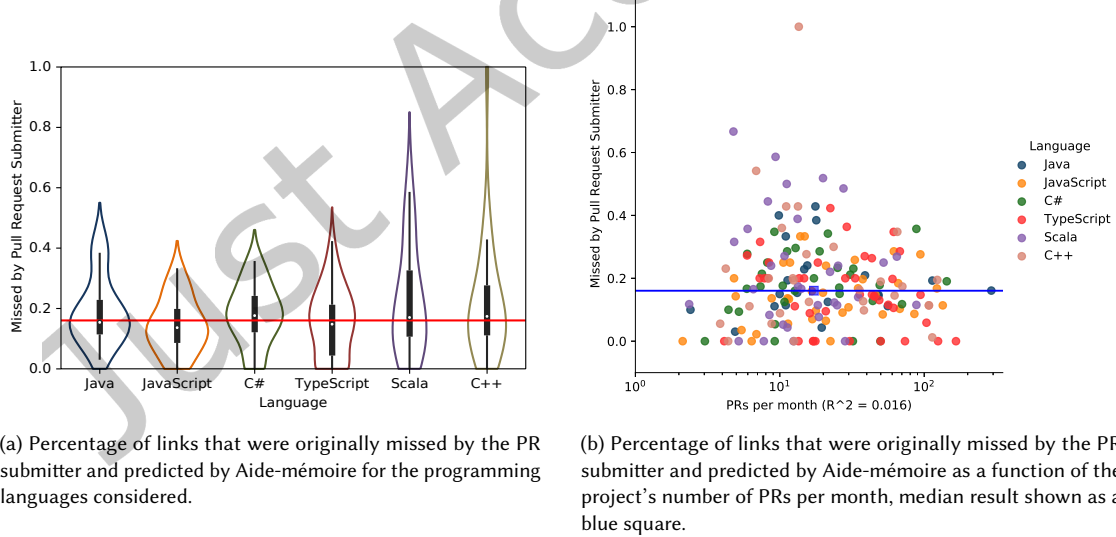 Just Acc
1.0
0.8
0.6
0.4
0.2
0.0
Missed by Pull Request Submitter
Java
JavaScript
C#
TypeScript
Scala
C++
Language
(a) Percentage of links that were originally missed by the PR
submitter and predicted by Aide-mémoire for the programming
languages considered.
1.0
0.8
0.6
0.4
0.2
0.0
Missed by Pull Request Submitter
10^0
10^1
10^2
PRs per month (R^2 = 0.016)
Language
Java
JavaScript
C#
TypeScript
Scala
C++
(b) Percentage of links that were originally missed by the PR
submitter and predicted by Aide-mémoire as a function of the
project's number of PRs per month, median result shown as a
blue square.